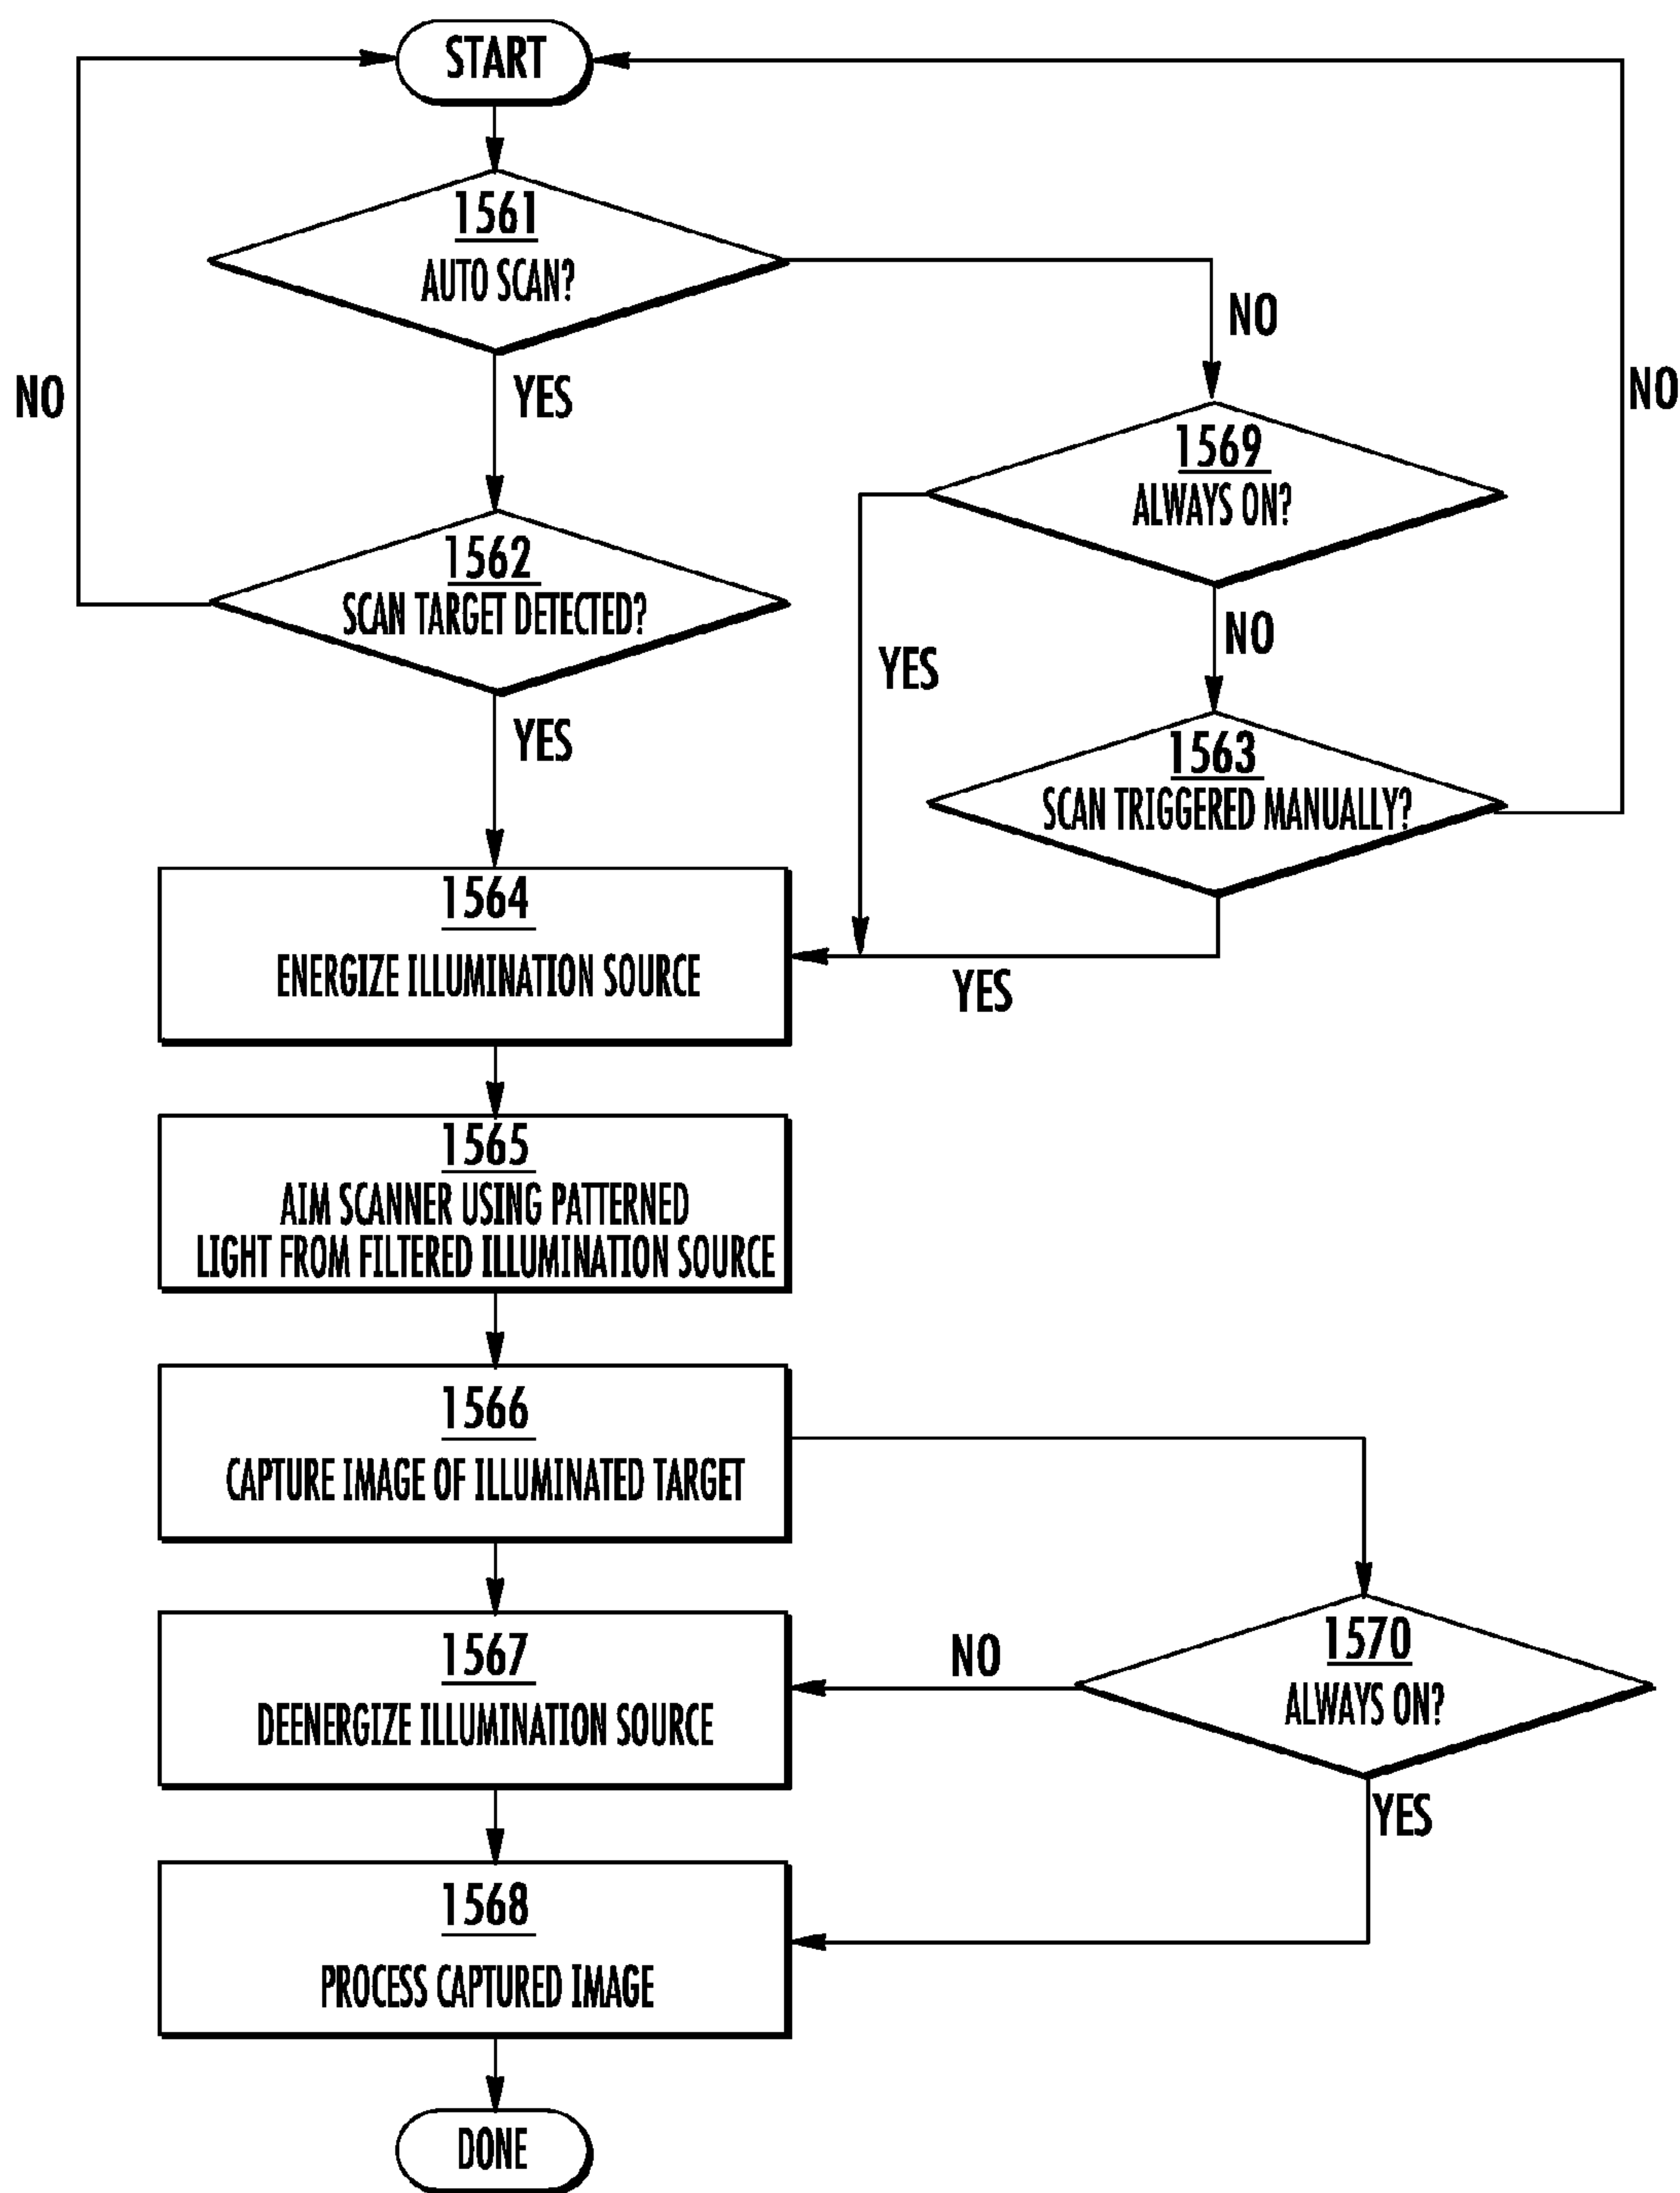 START
1561
AUTO SCAN?
NO
YES
NO
NO
1569
ALWAYS ON?
1562
SCAN TARGET DETECTED?
NO
YES
YES
1563
SCAN TRIGGERED MANUALLY?
1564
ENERGIZE ILLUMINATION SOURCE
YES
1565
AIM SCANNER USING PATTERNED
LIGHT FROM FILTERED ILLUMINATION SOURCE
1566
CAPTURE IMAGE OF ILLUMINATED TARGET
1567
DEENERGIZE ILLUMINATION SOURCE
NO
1570
ALWAYS ON?
YES
1568
PROCESS CAPTURED IMAGE
DONE